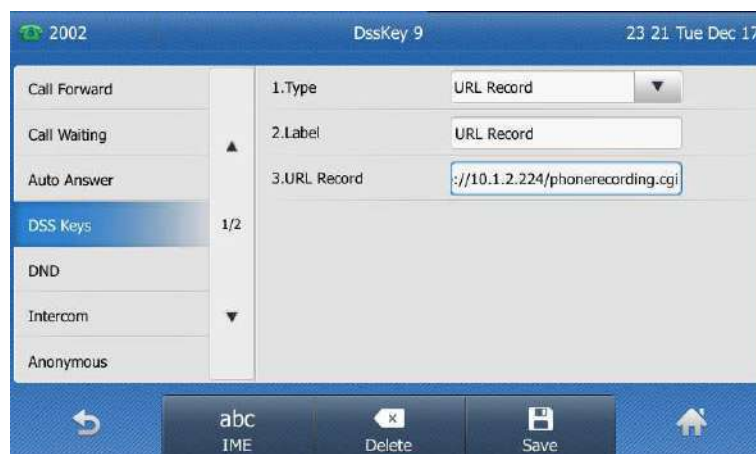 2002 DssKey 9 23 21 Tue Dec 17
Call Forward
Call Waiting
Auto Answer
DSS Keys
DND
Intercom
Anonymous
1/2
1.Type URL Record
2.Label URL Record
3.URL Record ://10.1.2.224/phonerecording.cgi
abc
IME
Delete
Save